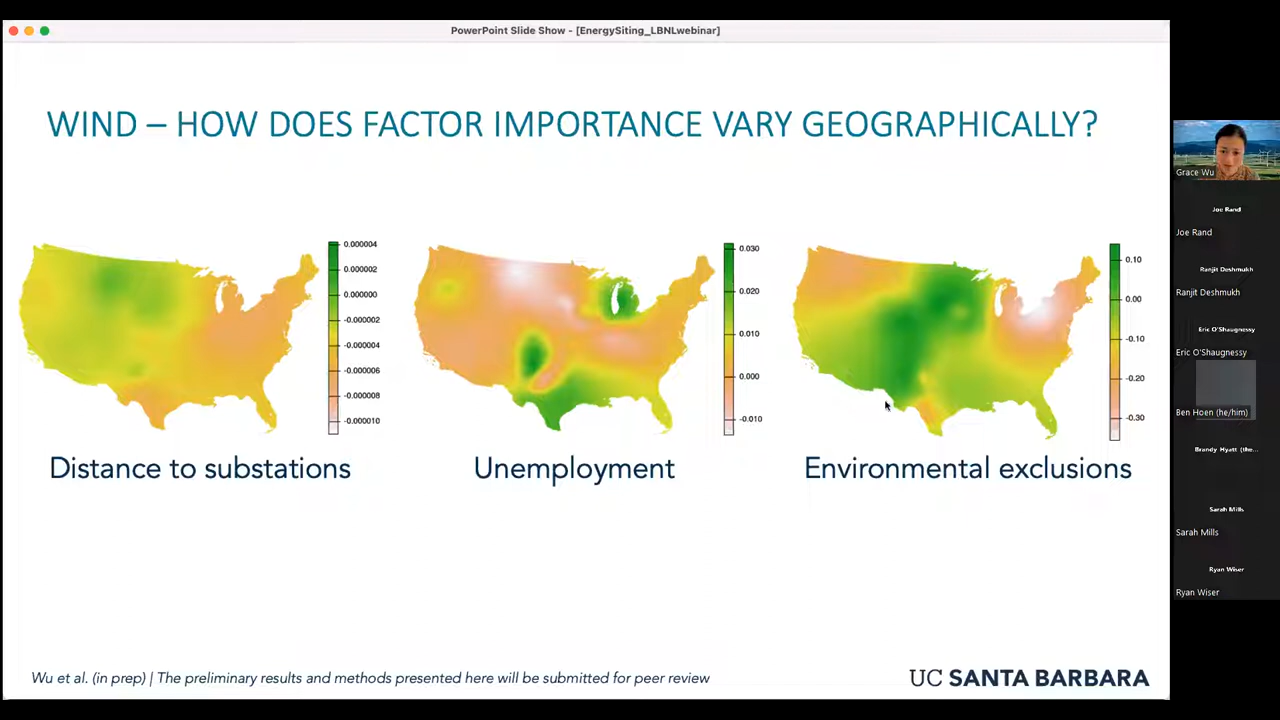 PowerPoint Slide Show - [EnergySiting_LBNLwebinar]
WIND – HOW DOES FACTOR IMPORTANCE VARY GEOGRAPHICALLY?
0.000004
0.000002
0.000000
-0.000002
-0.000004
-0.000006
-0.000008
-0.000010
0.030
0.020
0.010
0.000
-0.010
0.10
0.00
-0.10
-0.20
-0.30
Distance to substations
Unemployment
Environmental exclusions
Wu et al. (in prep) | The preliminary results and methods presented here will be submitted for peer review
UC SANTA BARBARA
Grace Wu
Joe Rand
Joe Rand
Ranjit Deshmukh
Ranjit Deshmukh
Eric O'Shaugnessy
Eric O'Shaugnessy
Ben Hoen (he/him)
Brandy Hyatt (the...
Sarah Mills
Sarah Mills
Ryan Wiser
Ryan Wiser